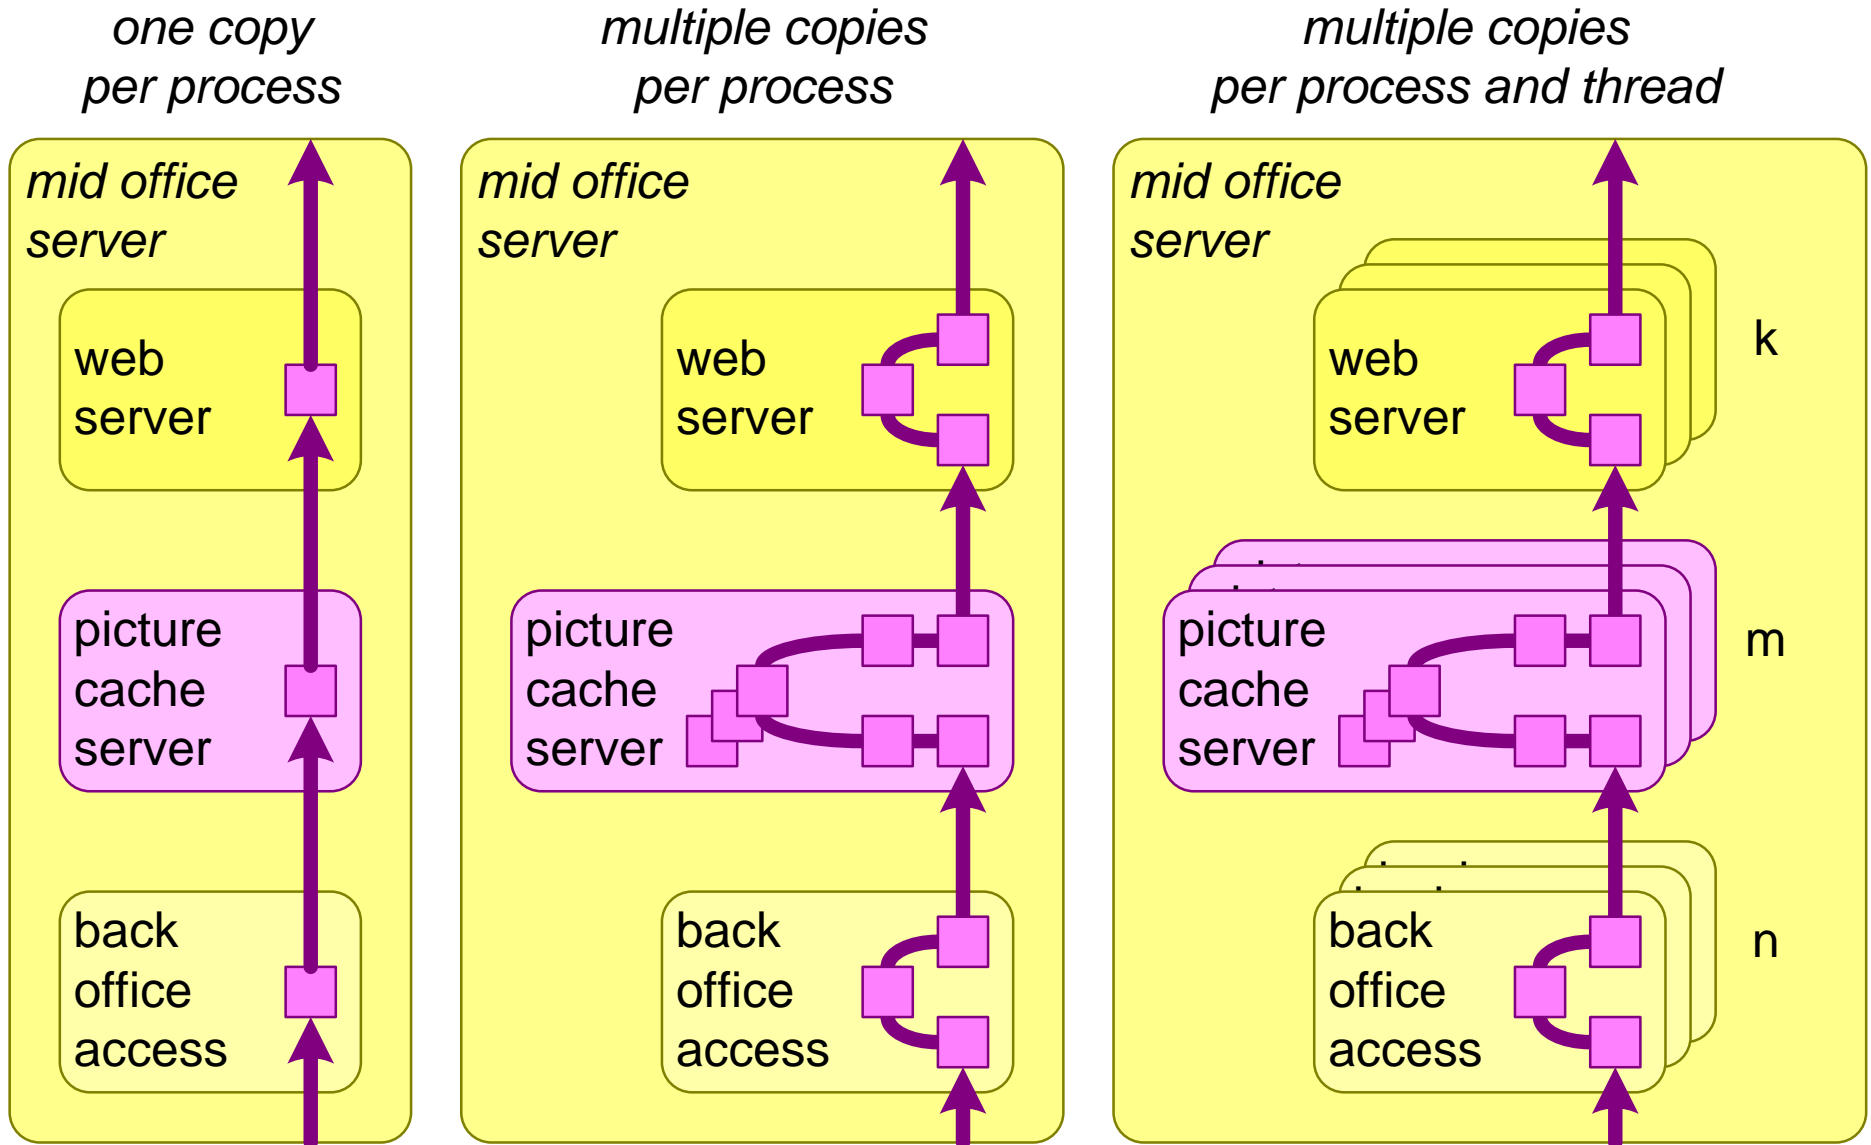 one copy
per process
mid office
server
web
server
picture
cache
server
back
office
access
multiple copies
per process
mid office
server
web
server
picture
cache
server
back
office
access
multiple copies
per process and thread
mid office
server
web
server
k
picture
cache
server
m
back
office
access
n